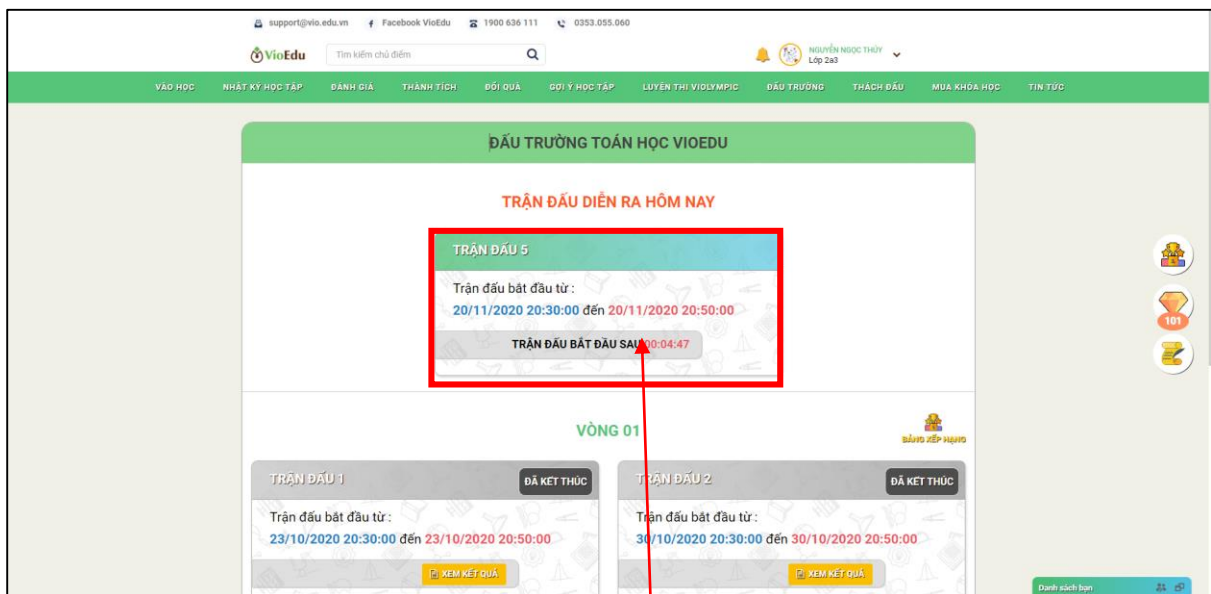 support@vio.edu.vn Facebook VioEdu 1900 636 111 0353.055.060
VioEdu Tìm kiếm chủ điểm NGUYỄN NGỌC THÚY
Lớp 2a3
VÀO HỌC NHẬT KÝ HỌC TẬP ĐÁNH GIÁ THÀNH TÍCH ĐỔI QUÀ GỢI Ý HỌC TẬP LUYỆN THI VIOLYMPIC ĐẤU TRƯỜNG THÁCH ĐẤU MUA KHÓA HỌC TIN TỨC
ĐẤU TRƯỜNG TOÁN HỌC VIOEDU
TRẬN ĐẤU DIỄN RA HÔM NAY
TRẬN ĐẤU 5
Trận đấu bắt đầu từ :
20/11/2020 20:30:00 đến 20/11/2020 20:50:00
TRẬN ĐẤU BẮT ĐẦU SAU 00:04:47
101
VÒNG 01
BẢNG XẾP HẠNG
TRẬN ĐẤU 1 ĐÃ KẾT THÚC
Trận đấu bắt đầu từ :
23/10/2020 20:30:00 đến 23/10/2020 20:50:00
XEM KẾT QUẢ
TRẬN ĐẤU 2 ĐÃ KẾT THÚC
Trận đấu bắt đầu từ :
30/10/2020 20:30:00 đến 30/10/2020 20:50:00
XEM KẾT QUẢ
Danh sách bạn